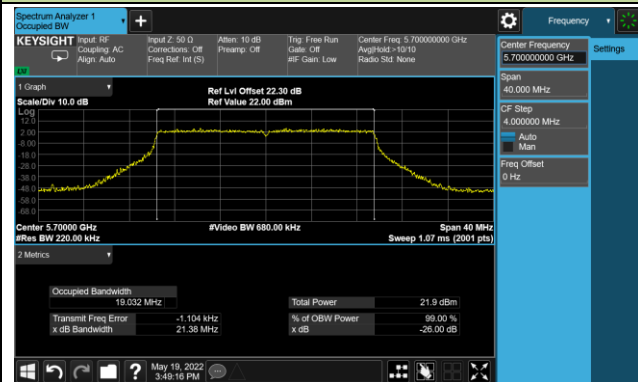 Spectrum Analyzer 1
Occupied BW
Frequency
KEYSIGHT
Input: RF
Coupling: AC
Align: Auto
Input Z: 50 Ω
Corrections: Off
Freq Ref: Int (S)
Atten: 10 dB
Preamp: Off
Trig: Free Run
Gate: Off
#IF Gain: Low
Center Freq: 5.700000000 GHz
Avg|Hold:>10/10
Radio Std: None
Center Frequency
5.700000000 GHz
Settings
Span
40.000 MHz
CF Step
4.000000 MHz
Auto
Man
Freq Offset
0 Hz
1 Graph
Scale/Div 10.0 dB
Ref Lvl Offset 22.30 dB
Ref Value 22.00 dBm
Log
12.0
2.00
-8.00
-18.0
-28.0
-38.0
-48.0
-58.0
-68.0
Center 5.70000 GHz
#Res BW 220.00 kHz
#Video BW 680.00 kHz
Span 40 MHz
Sweep 1.07 ms (2001 pts)
2 Metrics
Occupied Bandwidth
19.032 MHz
Total Power 21.9 dBm
Transmit Freq Error -1.104 kHz
% of OBW Power 99.00 %
x dB Bandwidth 21.38 MHz
x dB -26.00 dB
May 19, 2022
3:49:16 PM